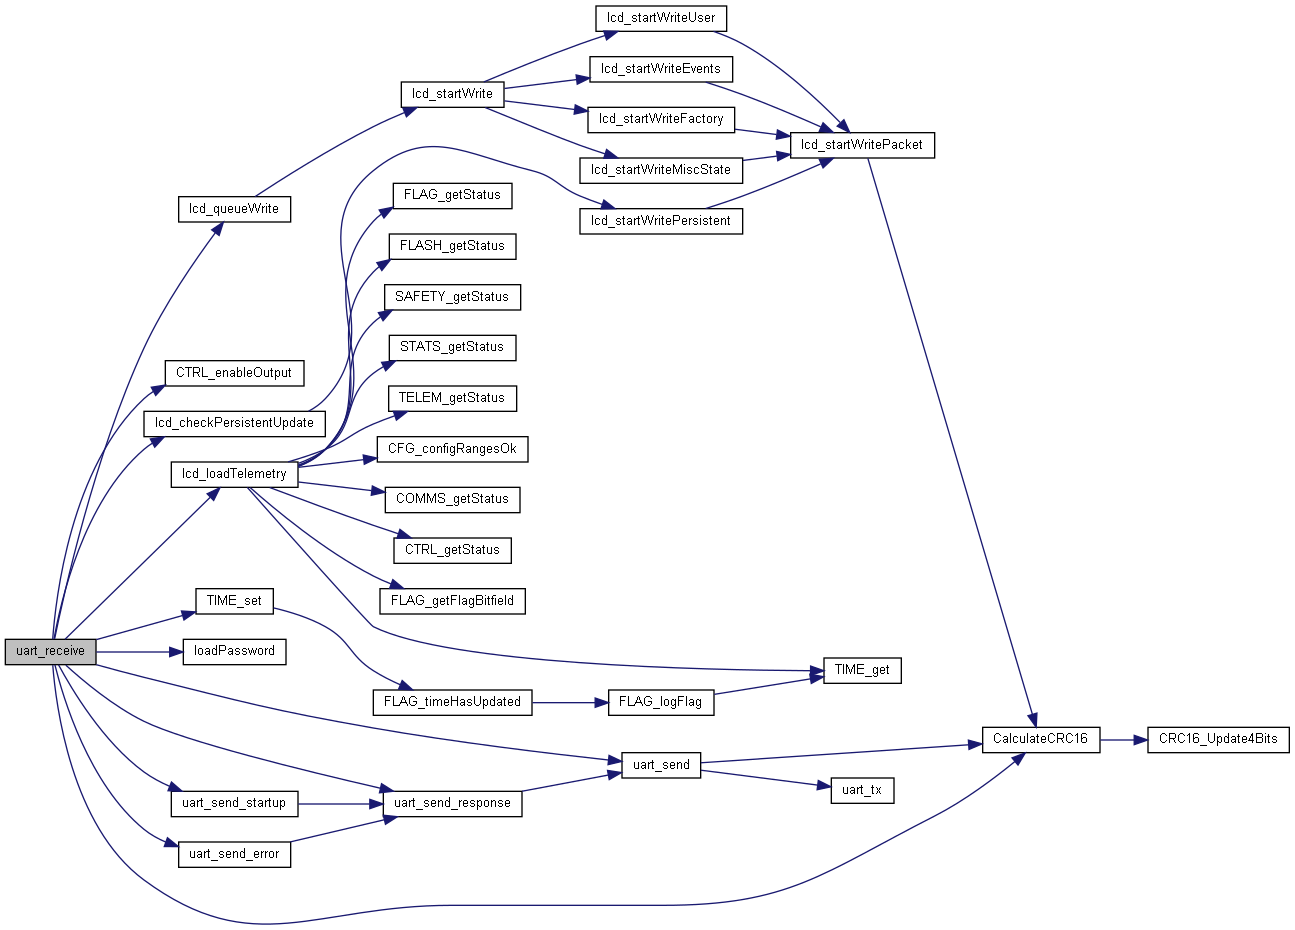 lcd_startWriteUser
lcd_startWriteEvents
lcd_startWrite
lcd_startWriteFactory
lcd_startWritePacket
lcd_startWriteMiscState
FLAG_getStatus
lcd_queueWrite
lcd_startWritePersistent
FLASH_getStatus
SAFETY_getStatus
STATS_getStatus
CTRL_enableOutput
TELEM_getStatus
lcd_checkPersistentUpdate
CFG_configRangesOk
lcd_loadTelemetry
COMMS_getStatus
CTRL_getStatus
TIME_set
FLAG_getFlagBitfield
uart_receive
loadPassword
TIME_get
FLAG_timeHasUpdated
FLAG_logFlag
CalculateCRC16
CRC16_Update4Bits
uart_send
uart_tx
uart_send_startup
uart_send_response
uart_send_error